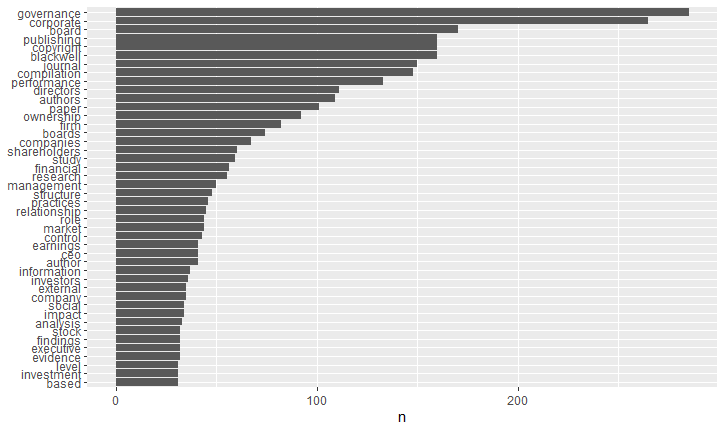 governance
corporate
board
publishing
copyright
blackwell
journal
compilation
performance
directors
authors
paper
ownership
firm
boards
companies
shareholders
study
financial
research
management
structure
practices
relationship
role
market
control
earnings
ceo
author
information
investors
external
company
social
impact
analysis
stock
findings
executive
evidence
level
investment
based
0 100 200
n